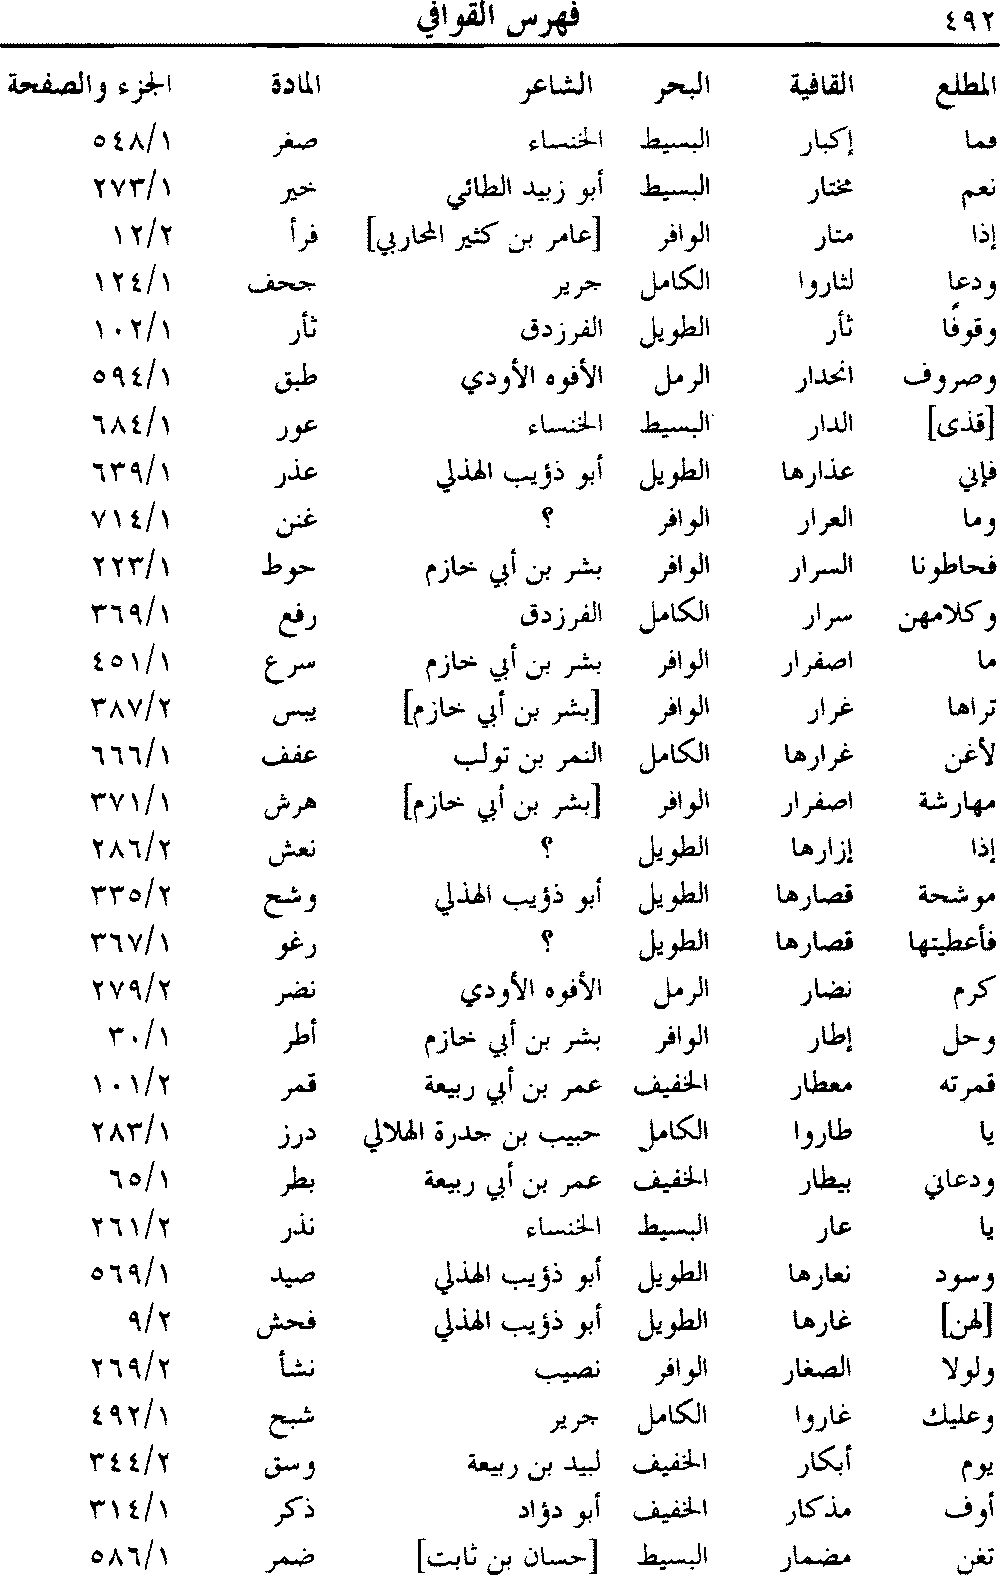 ٤٩٢ فهرس القوافي
المطلع القافية البحر الشاعر المادة الجزء والصفحة
فما إكبار البسيط الخنساء صغر ٥٤٨/١
نعم مختار البسيط أبو زبيد الطائي خير ٢٧٣/١
إذا متار الوافر [عامر بن كثير المحاربي] فرأ ١٢/٢
ودعا لثاروا الكامل جرير جحف ١٢٤/١
وقوفًا ثأر الطويل الفرزدق ثأر ١٠٢/١
وصروف انحدار الرمل الأفوه الأودي طبق ٥٩٤/١
[قذى] الدار البسيط الخنساء عور ٦٨٤/١
فإني عذارها الطويل أبو ذؤيب الهذلي عذر ٦٣٩/١
وما العرار الوافر ؟ غنن ٧١٤/١
فحاطونا السرار الوافر بشر بن أبي خازم حوط ٢٢٣/١
وكلامهن سرار الكامل الفرزدق رفع ٣٦٩/١
ما اصفرار الوافر بشر بن أبي خازم سرع ٤٥١/١
تراها غرار الوافر [بشر بن أبي خازم] يبس ٣٨٧/٢
لأغن غرارها الكامل النمر بن تولب عفف ٦٦٦/١
مهارشة اصفرار الوافر [بشر بن أبي خازم] هرش ٣٧١/١
إذا إزارها الطويل ؟ نعش ٢٨٦/٢
موشحة قصارها الطويل أبو ذؤيب الهذلي وشح ٣٣٥/٢
فأعطيتها قصارها الطويل ؟ رغو ٣٦٧/١
كرم نضار الرمل الأفوه الأودي نضر ٢٧٩/٢
وحل إطار الوافر بشر بن أبي خازم أطر ٣٠/١
قمرته معطار الخفيف عمر بن أبي ربيعة قمر ١٠١/٢
يا طاروا الكامل حبيب بن جدرة الهلالي درز ٢٨٣/١
ودعاني بيطار الخفيف عمر بن أبي ربيعة بطر ٦٥/١
يا عار البسيط الخنساء نذر ٢٦١/٢
وسود نعارها الطويل أبو ذؤيب الهذلي صيد ٥٦٩/١
[لهن] غارها الطويل أبو ذؤيب الهذلي فحش ٩/٢
ولولا الصغار الوافر نصيب نشأ ٢٦٩/٢
وعليك غاروا الكامل جرير شبح ٤٩٢/١
يوم أبكار الخفيف لبيد بن ربيعة وسق ٣٤٤/٢
أوف مذكار الخفيف أبو دؤاد ذكر ٣١٤/١
تغن مضمار البسيط [حسان بن ثابت] ضمر ٥٨٦/١